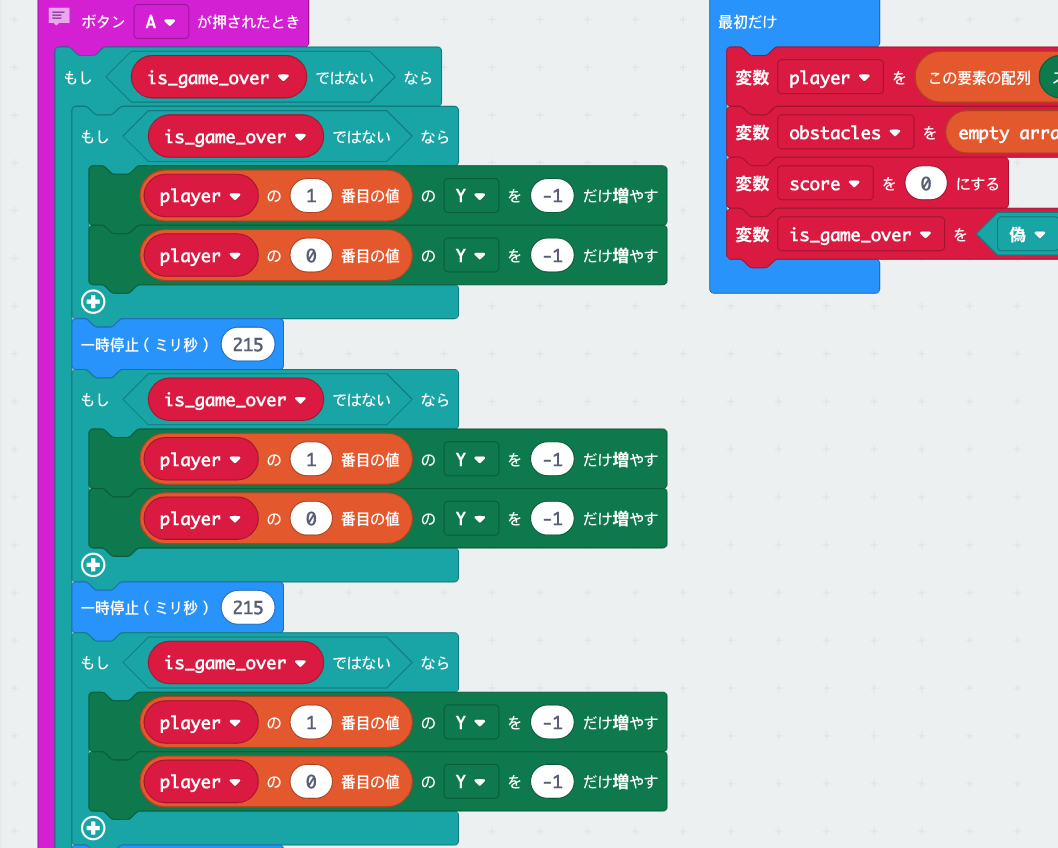 ボタン A が押されたとき
もし is_game_over ではない なら
もし is_game_over ではない なら
player の 1 番目の値 の Y を -1 だけ増やす
player の 0 番目の値 の Y を -1 だけ増やす
一時停止（ミリ秒） 215
もし is_game_over ではない なら
player の 1 番目の値 の Y を -1 だけ増やす
player の 0 番目の値 の Y を -1 だけ増やす
一時停止（ミリ秒） 215
もし is_game_over ではない なら
player の 1 番目の値 の Y を -1 だけ増やす
player の 0 番目の値 の Y を -1 だけ増やす
最初だけ
変数 player を この要素の配列
変数 obstacles を empty arra
変数 score を 0 にする
変数 is_game_over を 偽